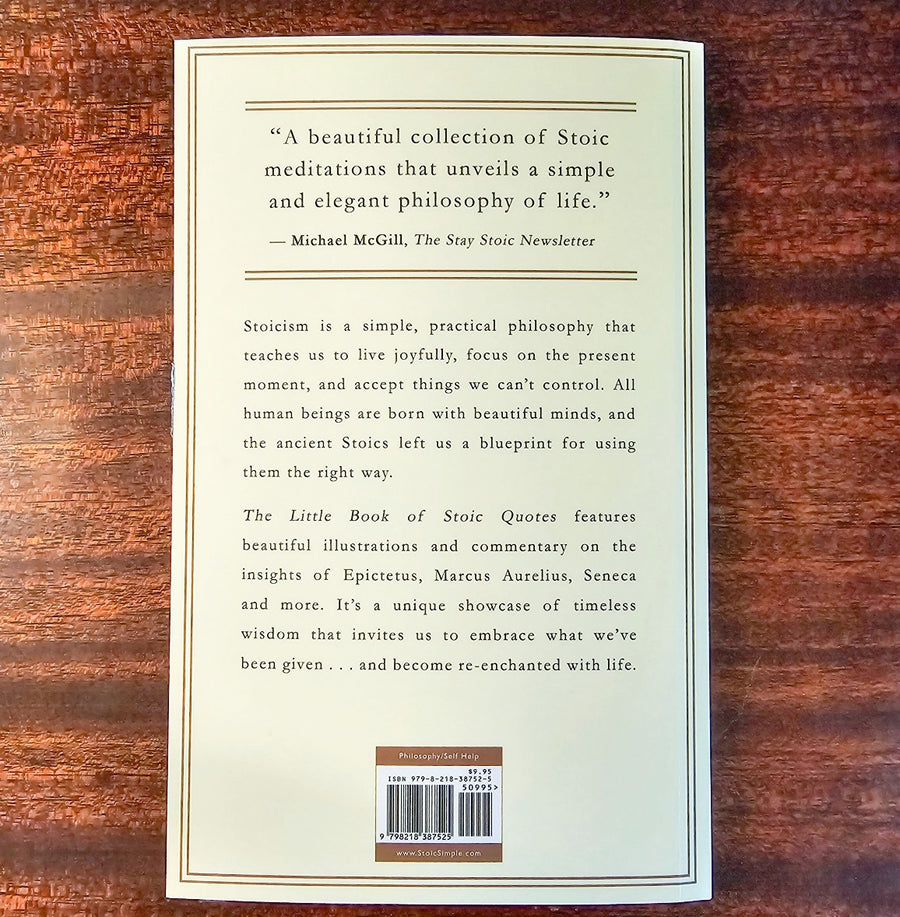 “A beautiful collection of Stoic
meditations that unveils a simple
and elegant philosophy of life.”
— Michael McGill, The Stay Stoic Newsletter
Stoicism is a simple, practical philosophy that
teaches us to live joyfully, focus on the present
moment, and accept things we can’t control. All
human beings are born with beautiful minds, and
the ancient Stoics left us a blueprint for using
them the right way.
The Little Book of Stoic Quotes features
beautiful illustrations and commentary on the
insights of Epictetus, Marcus Aurelius, Seneca
and more. It’s a unique showcase of timeless
wisdom that invites us to embrace what we’ve
been given . . . and become re-enchanted with life.
Philosophy/Self Help
$9.95
ISBN 979-8-218-38752-5
50995>
9 798218 387525
www.StoicSimple.com